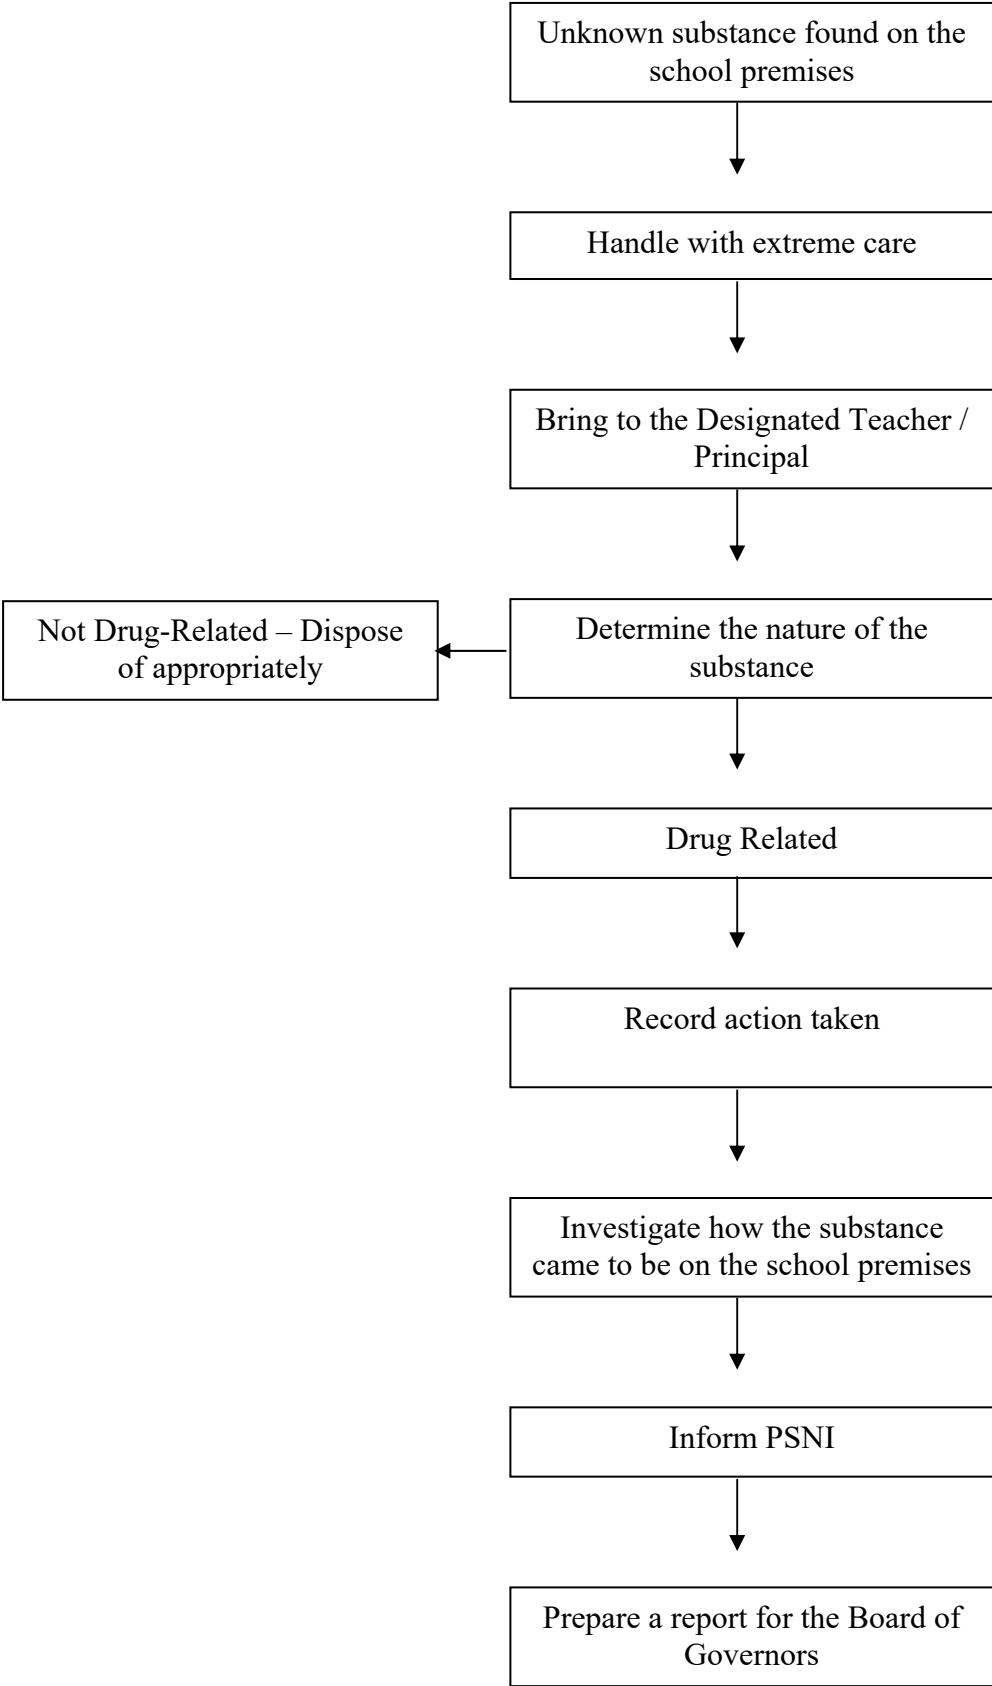 Unknown substance found on the
school premises
Handle with extreme care
Bring to the Designated Teacher /
Principal
Not Drug-Related – Dispose
of appropriately
Determine the nature of the
substance
Drug Related
Record action taken
Investigate how the substance
came to be on the school premises
Inform PSNI
Prepare a report for the Board of
Governors